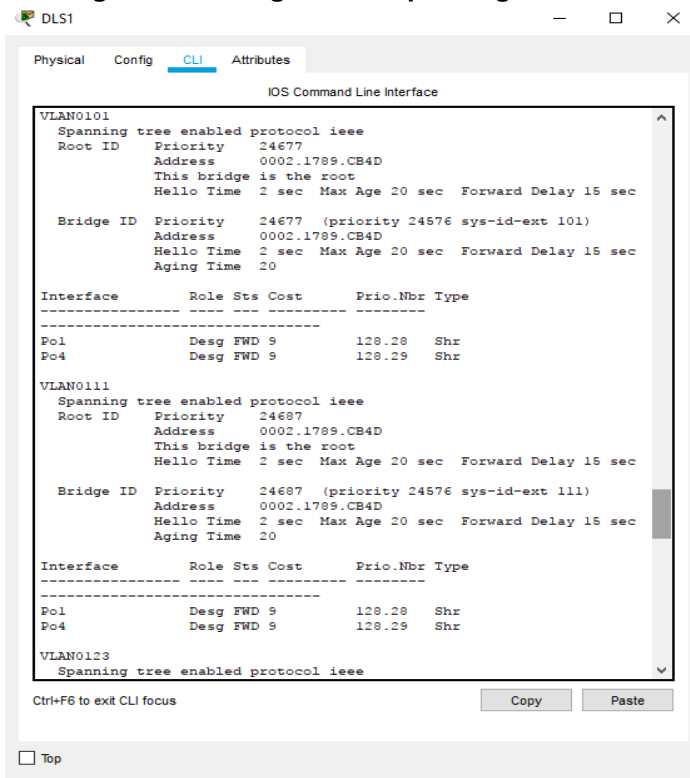 DLS1
Physical Config CLI Attributes
IOS Command Line Interface
VLAN0101
  Spanning tree enabled protocol ieee
  Root ID    Priority    24677
             Address     0002.1789.CB4D
             This bridge is the root
             Hello Time  2 sec  Max Age 20 sec  Forward Delay 15 sec
  Bridge ID  Priority    24677  (priority 24576 sys-id-ext 101)
             Address     0002.1789.CB4D
             Hello Time  2 sec  Max Age 20 sec  Forward Delay 15 sec
             Aging Time  20
Interface        Role Sts Cost      Prio.Nbr Type
---------------- ---- --- --------- --------
--------------------------------
Po1              Desg FWD 9         128.28   Shr
Po4              Desg FWD 9         128.29   Shr
VLAN0111
  Spanning tree enabled protocol ieee
  Root ID    Priority    24687
             Address     0002.1789.CB4D
             This bridge is the root
             Hello Time  2 sec  Max Age 20 sec  Forward Delay 15 sec
  Bridge ID  Priority    24687  (priority 24576 sys-id-ext 111)
             Address     0002.1789.CB4D
             Hello Time  2 sec  Max Age 20 sec  Forward Delay 15 sec
             Aging Time  20
Interface        Role Sts Cost      Prio.Nbr Type
---------------- ---- --- --------- --------
--------------------------------
Po1              Desg FWD 9         128.28   Shr
Po4              Desg FWD 9         128.29   Shr
VLAN0123
  Spanning tree enabled protocol ieee
Ctrl+F6 to exit CLI focus
Copy Paste
Top